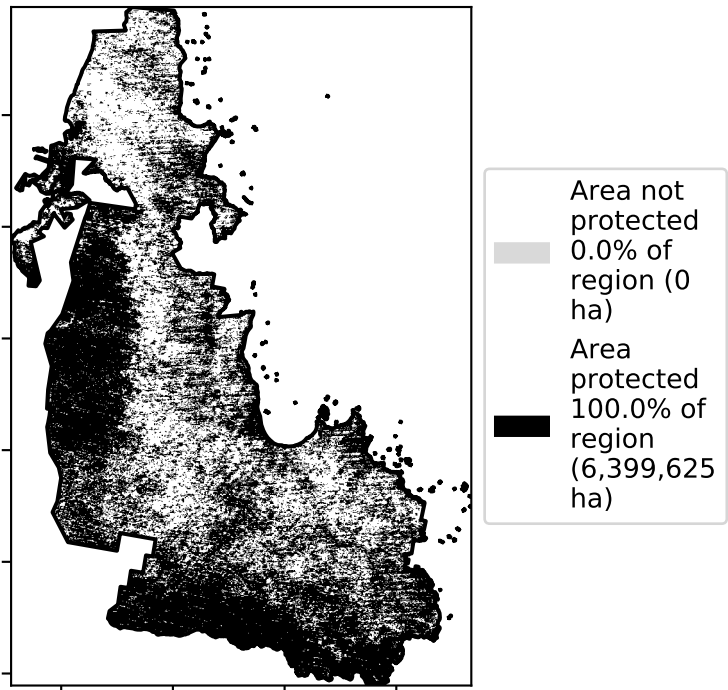 Area not
protected
0.0% of
region (0
ha)
Area
protected
100.0% of
region
(6,399,625
ha)